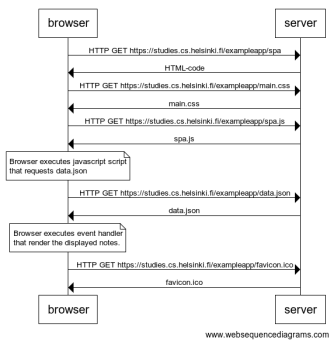 browser
server
HTTP GET https://studies.cs.helsinki.fi/exampleapp/spa
HTML-code
HTTP GET https://studies.cs.helsinki.fi/exampleapp/main.css
main.css
HTTP GET https://studies.cs.helsinki.fi/exampleapp/spa.js
spa.js
Browser executes javascript script
that requests data.json
HTTP GET https://studies.cs.helsinki.fi/exampleapp/data.json
data.json
Browser executes event handler
that render the displayed notes.
HTTP GET https://studies.cs.helsinki.fi/exampleapp/favicon.ico
favicon.ico
browser
server
www.websequencediagrams.com